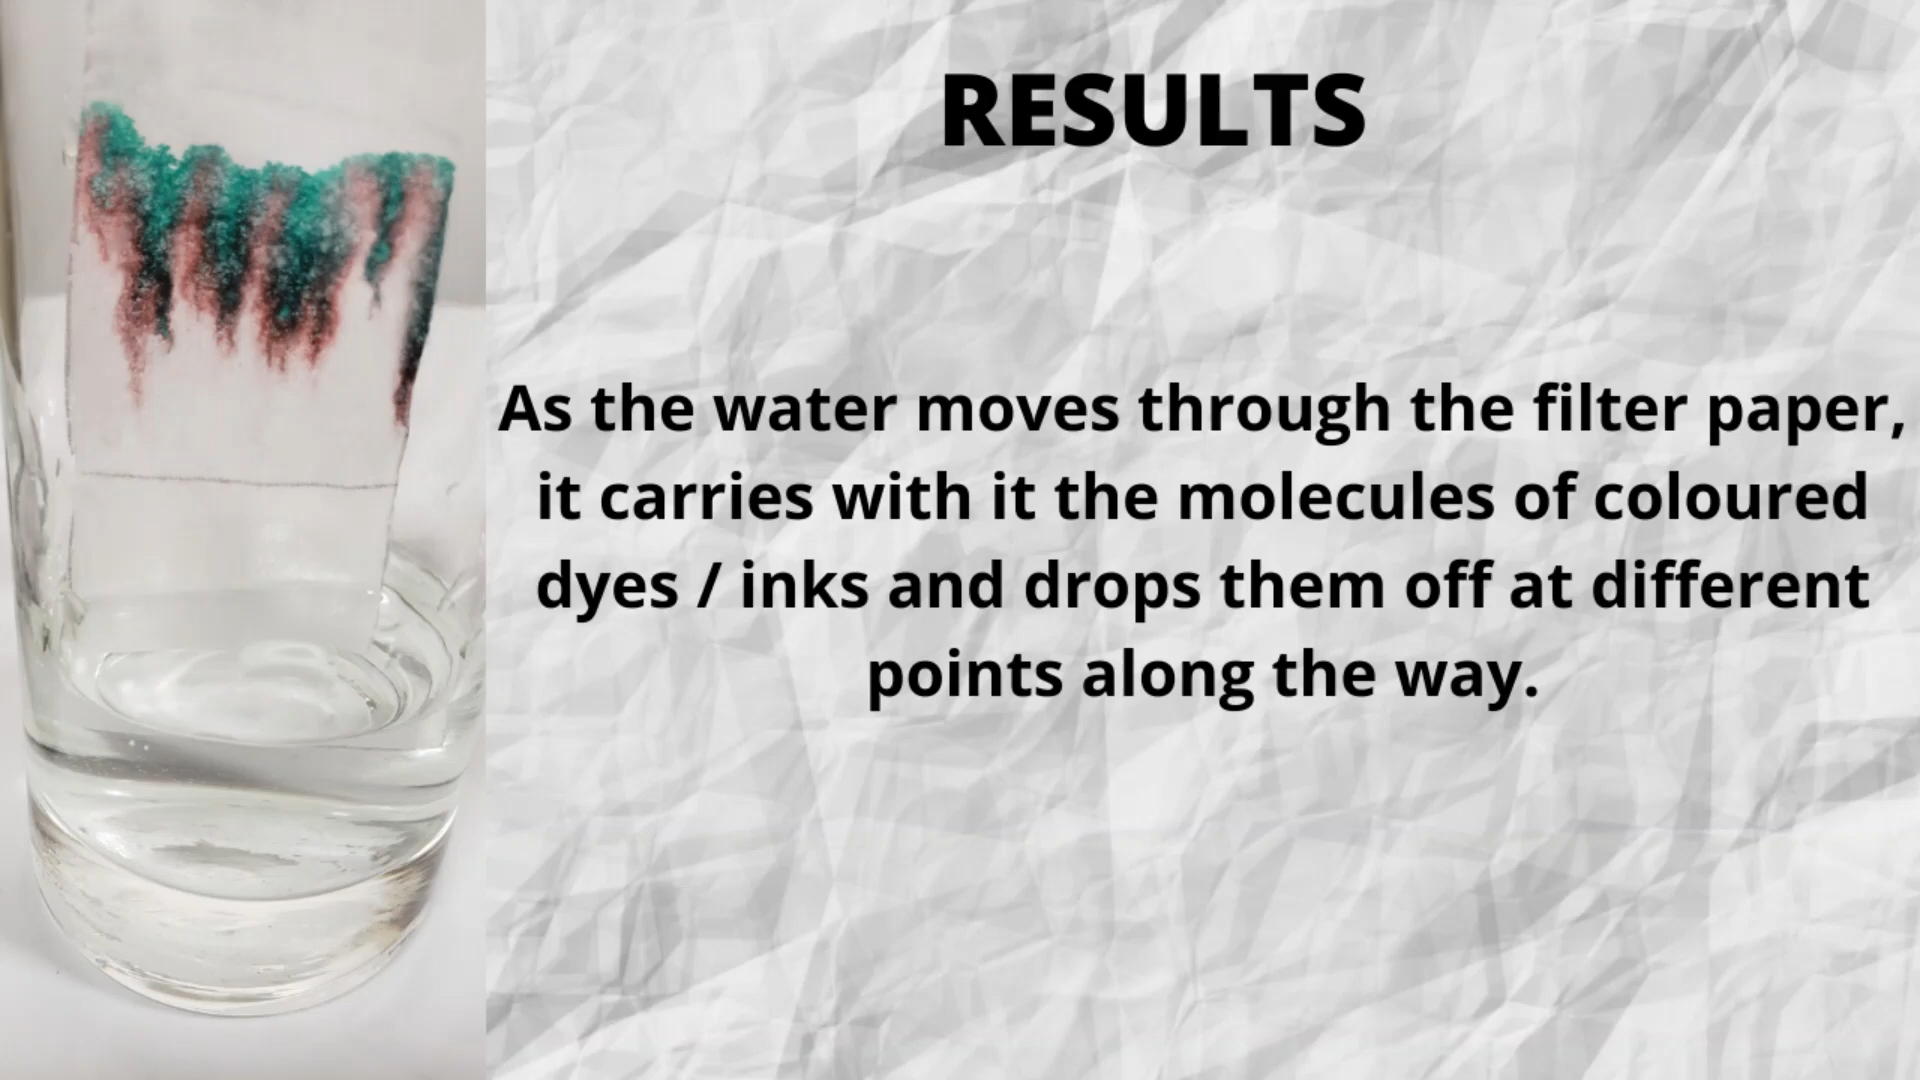 RESULTS
As the water moves through the filter paper,
it carries with it the molecules of coloured
dyes / inks and drops them off at different
points along the way.